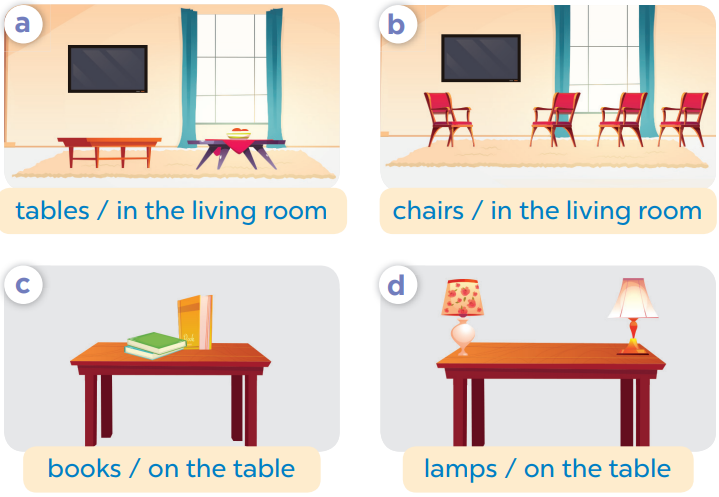 a
tables / in the living room
b
chairs / in the living room
c
books / on the table
d
lamps / on the table